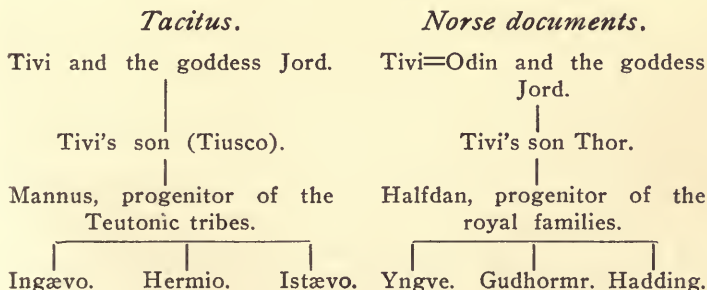 Tacitus.
Tivi and the goddess Jord.
Tivi's son (Tiusco).
Mannus, progenitor of the
Teutonic tribes.
Ingævo. Hermio. Istævo.
Norse documents.
Tivi=Odin and the goddess
Jord.
Tivi's son Thor.
Halfdan, progenitor of the
royal families.
Yngve. Gudhormr. Hadding.